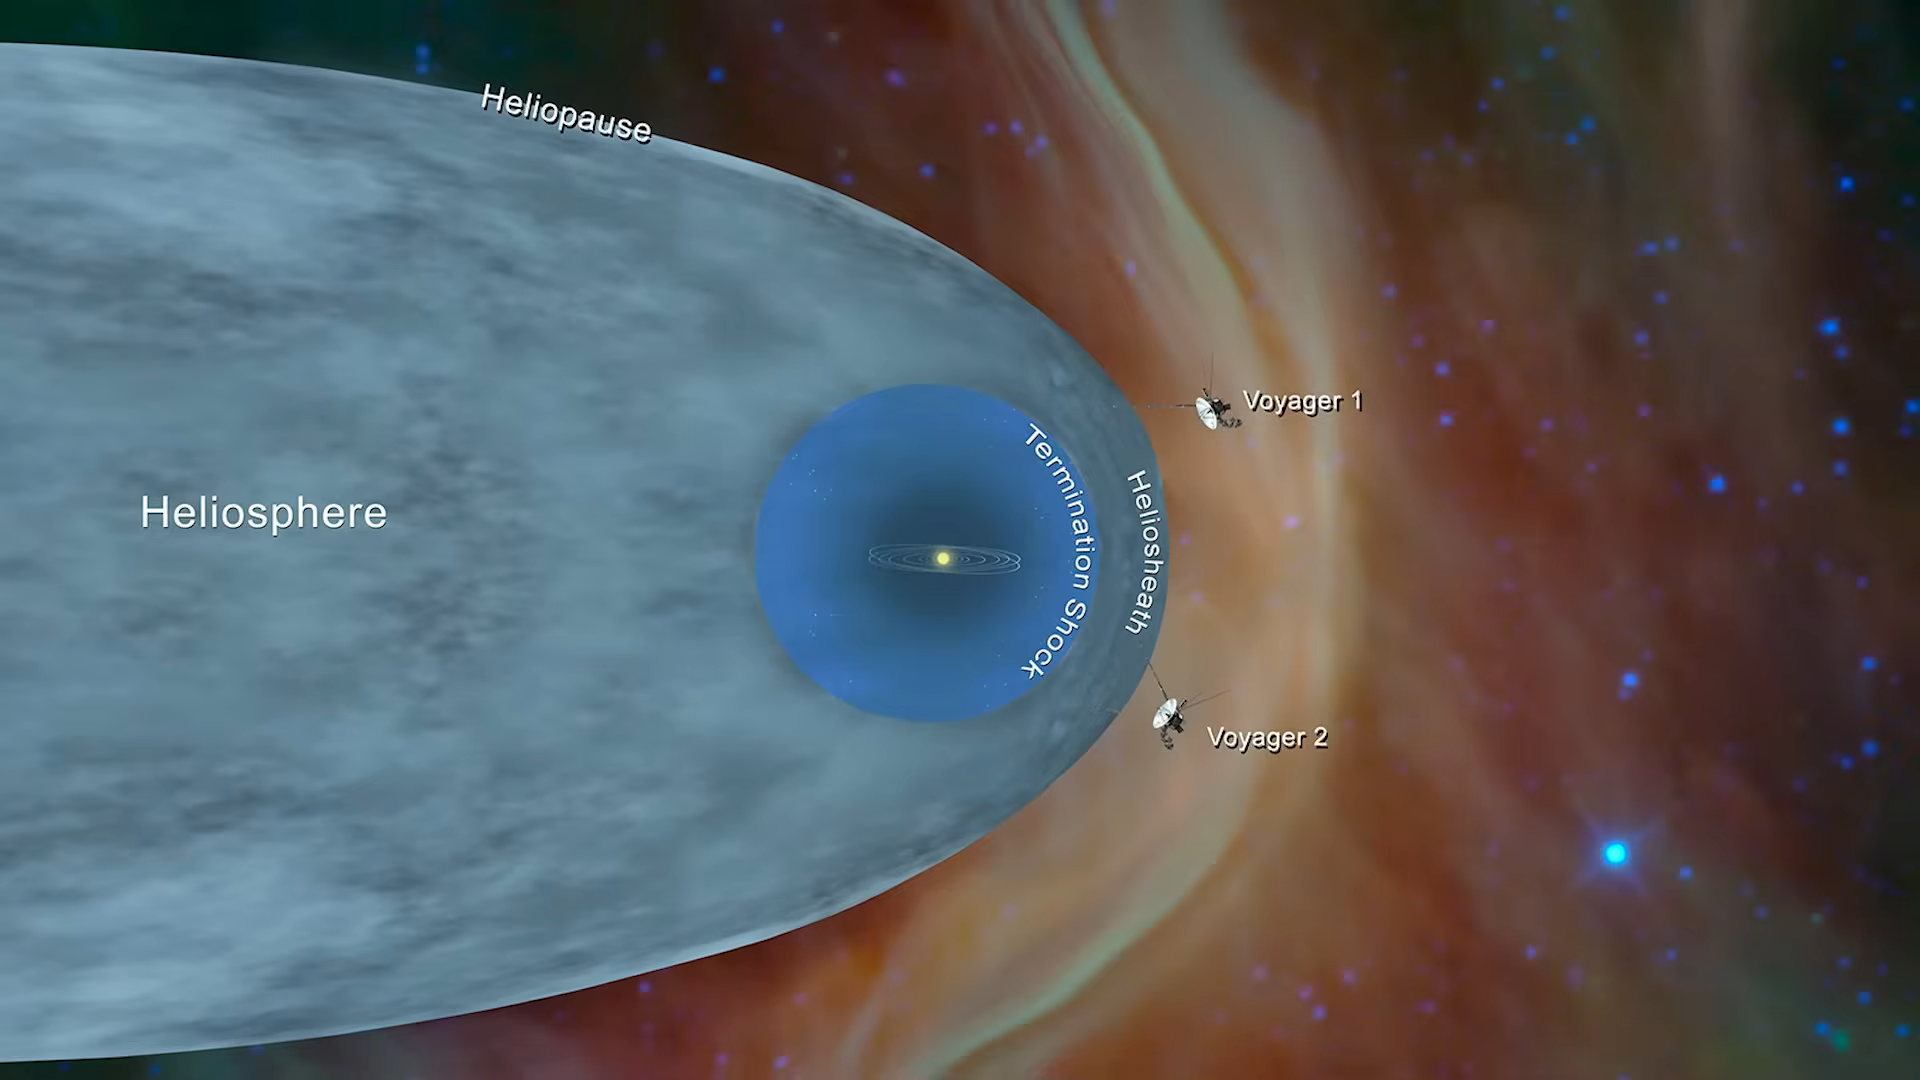 Heliopause
Voyager 1
Termination Shock
Heliosheath
Heliosphere
Voyager 2